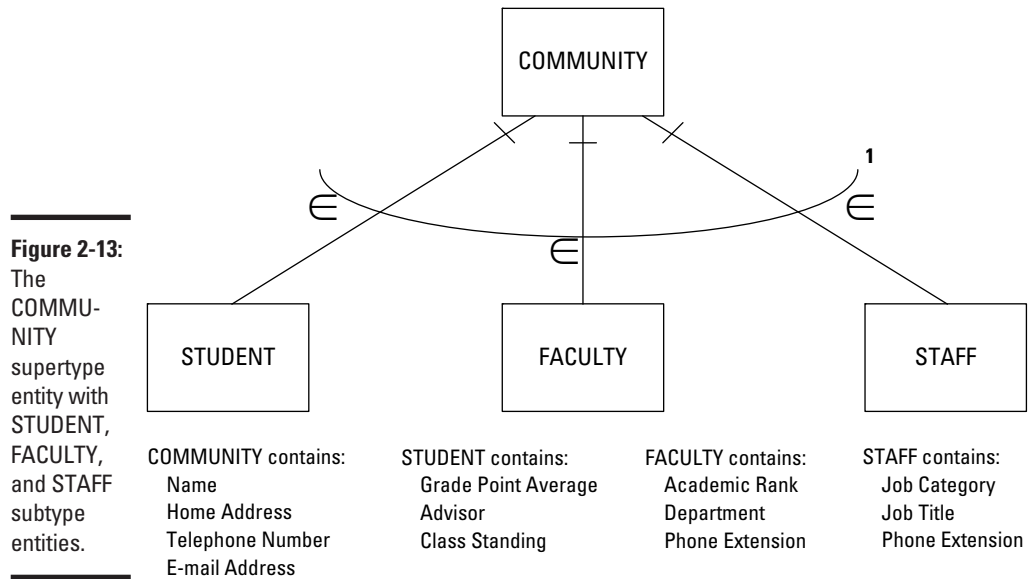 COMMUNITY
1
∈
∈
∈
Figure 2-13:
The
COMMU-
NITY
supertype
entity with
STUDENT,
FACULTY,
and STAFF
subtype
entities.
STUDENT
FACULTY
STAFF
COMMUNITY contains:
Name
Home Address
Telephone Number
E-mail Address
STUDENT contains:
Grade Point Average
Advisor
Class Standing
FACULTY contains:
Academic Rank
Department
Phone Extension
STAFF contains:
Job Category
Job Title
Phone Extension